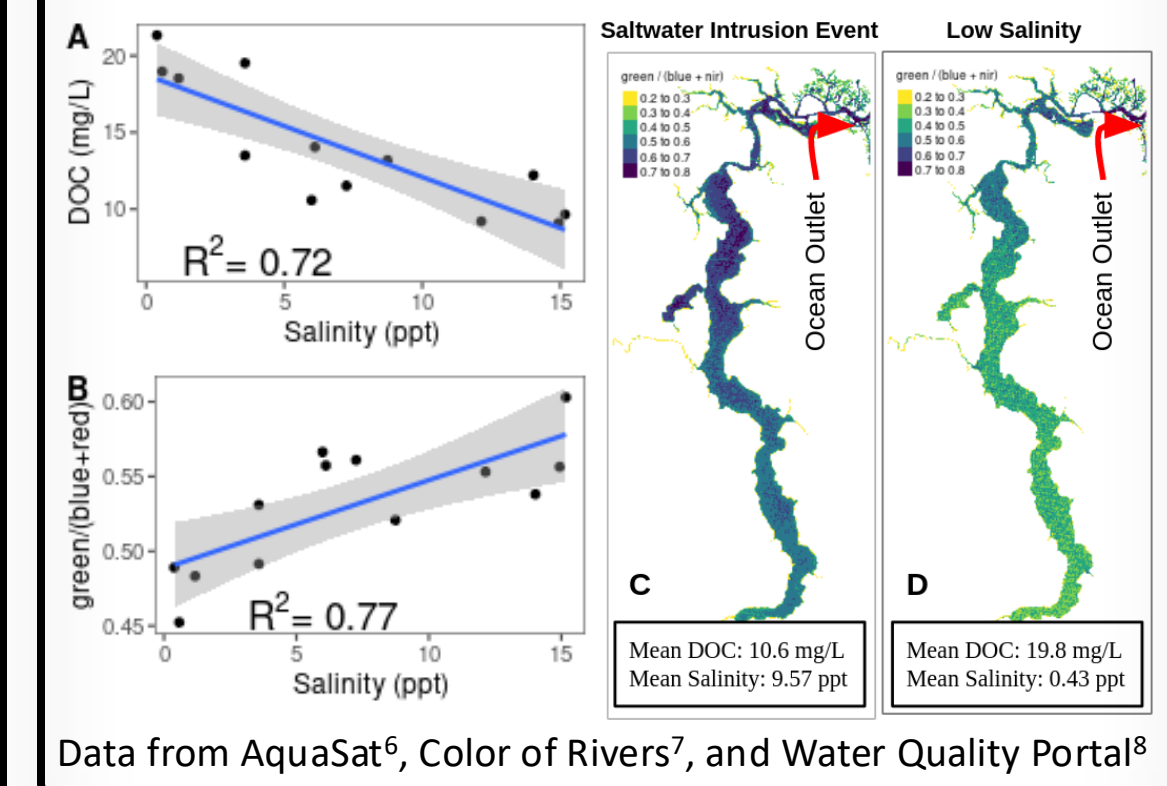 A
DOC (mg/L)
20
15
10
R2= 0.72
0
5
10
15
Salinity (ppt)
B
green/(blue+red)
0.60
0.55
0.50
0.45
R2= 0.77
0
5
10
15
Salinity (ppt)
Saltwater Intrusion Event
green / (blue + nir)
0.2 to 0.3
0.3 to 0.4
0.4 to 0.5
0.5 to 0.6
0.6 to 0.7
0.7 to 0.8
Ocean Outlet
C
Mean DOC: 10.6 mg/L
Mean Salinity: 9.57 ppt
Low Salinity
green / (blue + nir)
0.2 to 0.3
0.3 to 0.4
0.4 to 0.5
0.5 to 0.6
0.6 to 0.7
0.7 to 0.8
Ocean Outlet
D
Mean DOC: 19.8 mg/L
Mean Salinity: 0.43 ppt
Data from AquaSat6, Color of Rivers7, and Water Quality Portal8